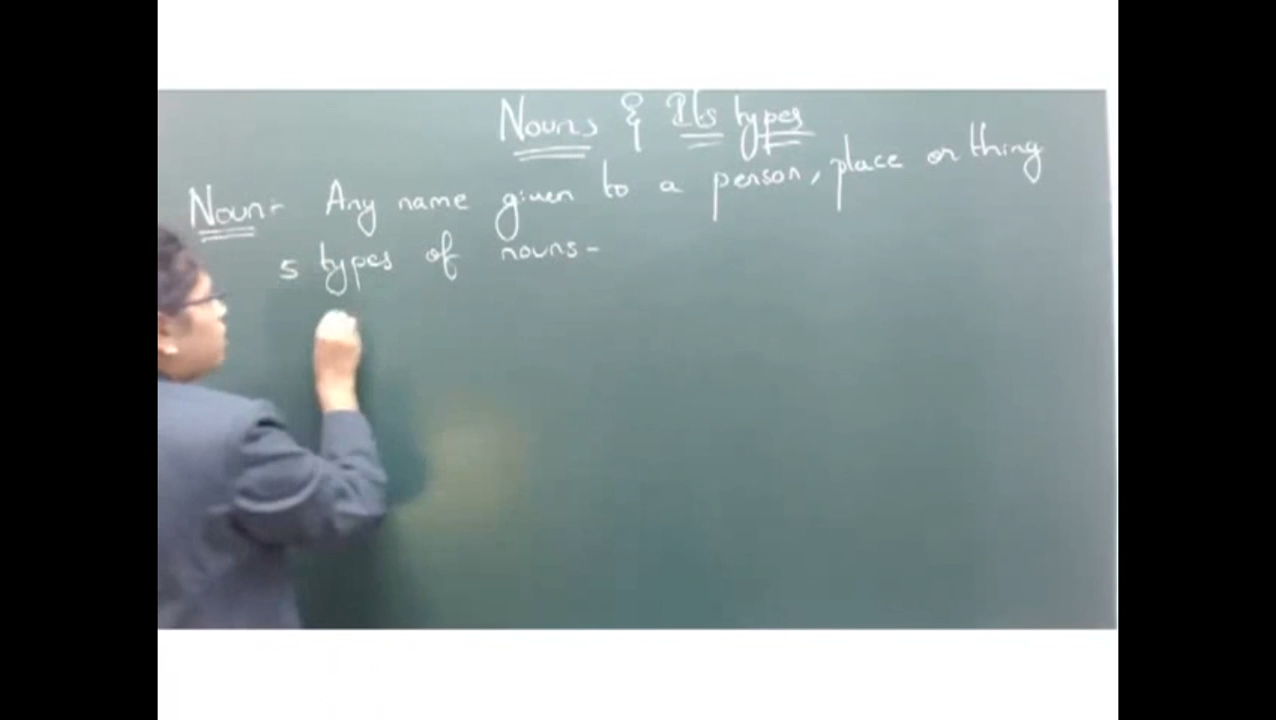 Nouns & Its types
Noun:- Any name given to a person, place or thing
5 types of nouns-